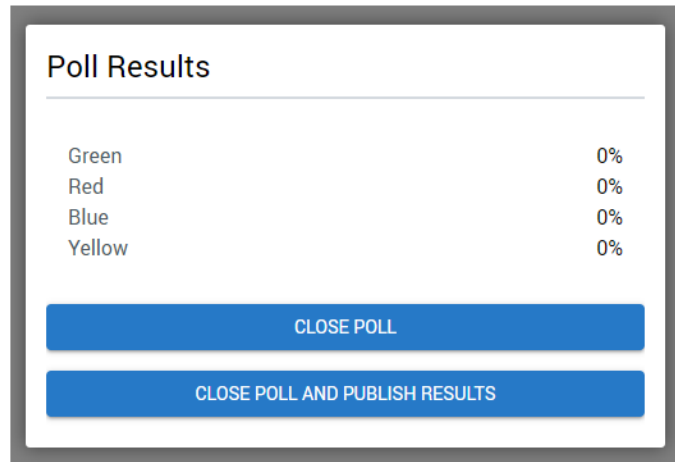 Poll Results
Green 0%
Red 0%
Blue 0%
Yellow 0%
CLOSE POLL
CLOSE POLL AND PUBLISH RESULTS